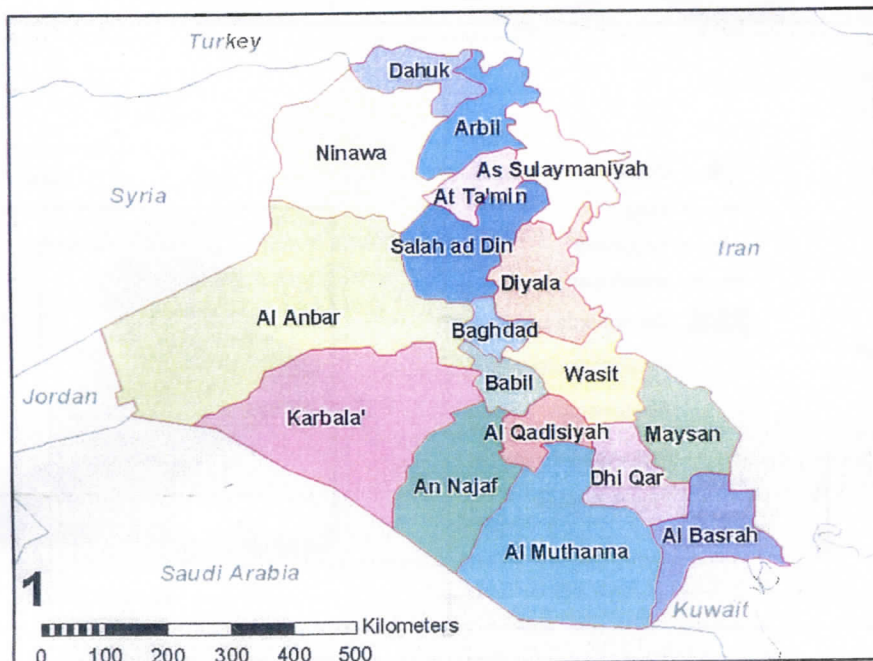 Turkey
Dahuk
Arbil
Ninawa
As Sulaymaniyah
At Ta'min
Syria
Salah ad Din
Iran
Diyala
Al Anbar
Baghdad
Wasit
Babil
Jordan
Karbala'
Al Qadisiyah
Maysan
Dhi Qar
An Najaf
Al Basrah
Al Muthanna
Saudi Arabia
1
Kuwait
Kilometers
0 100 200 300 400 500